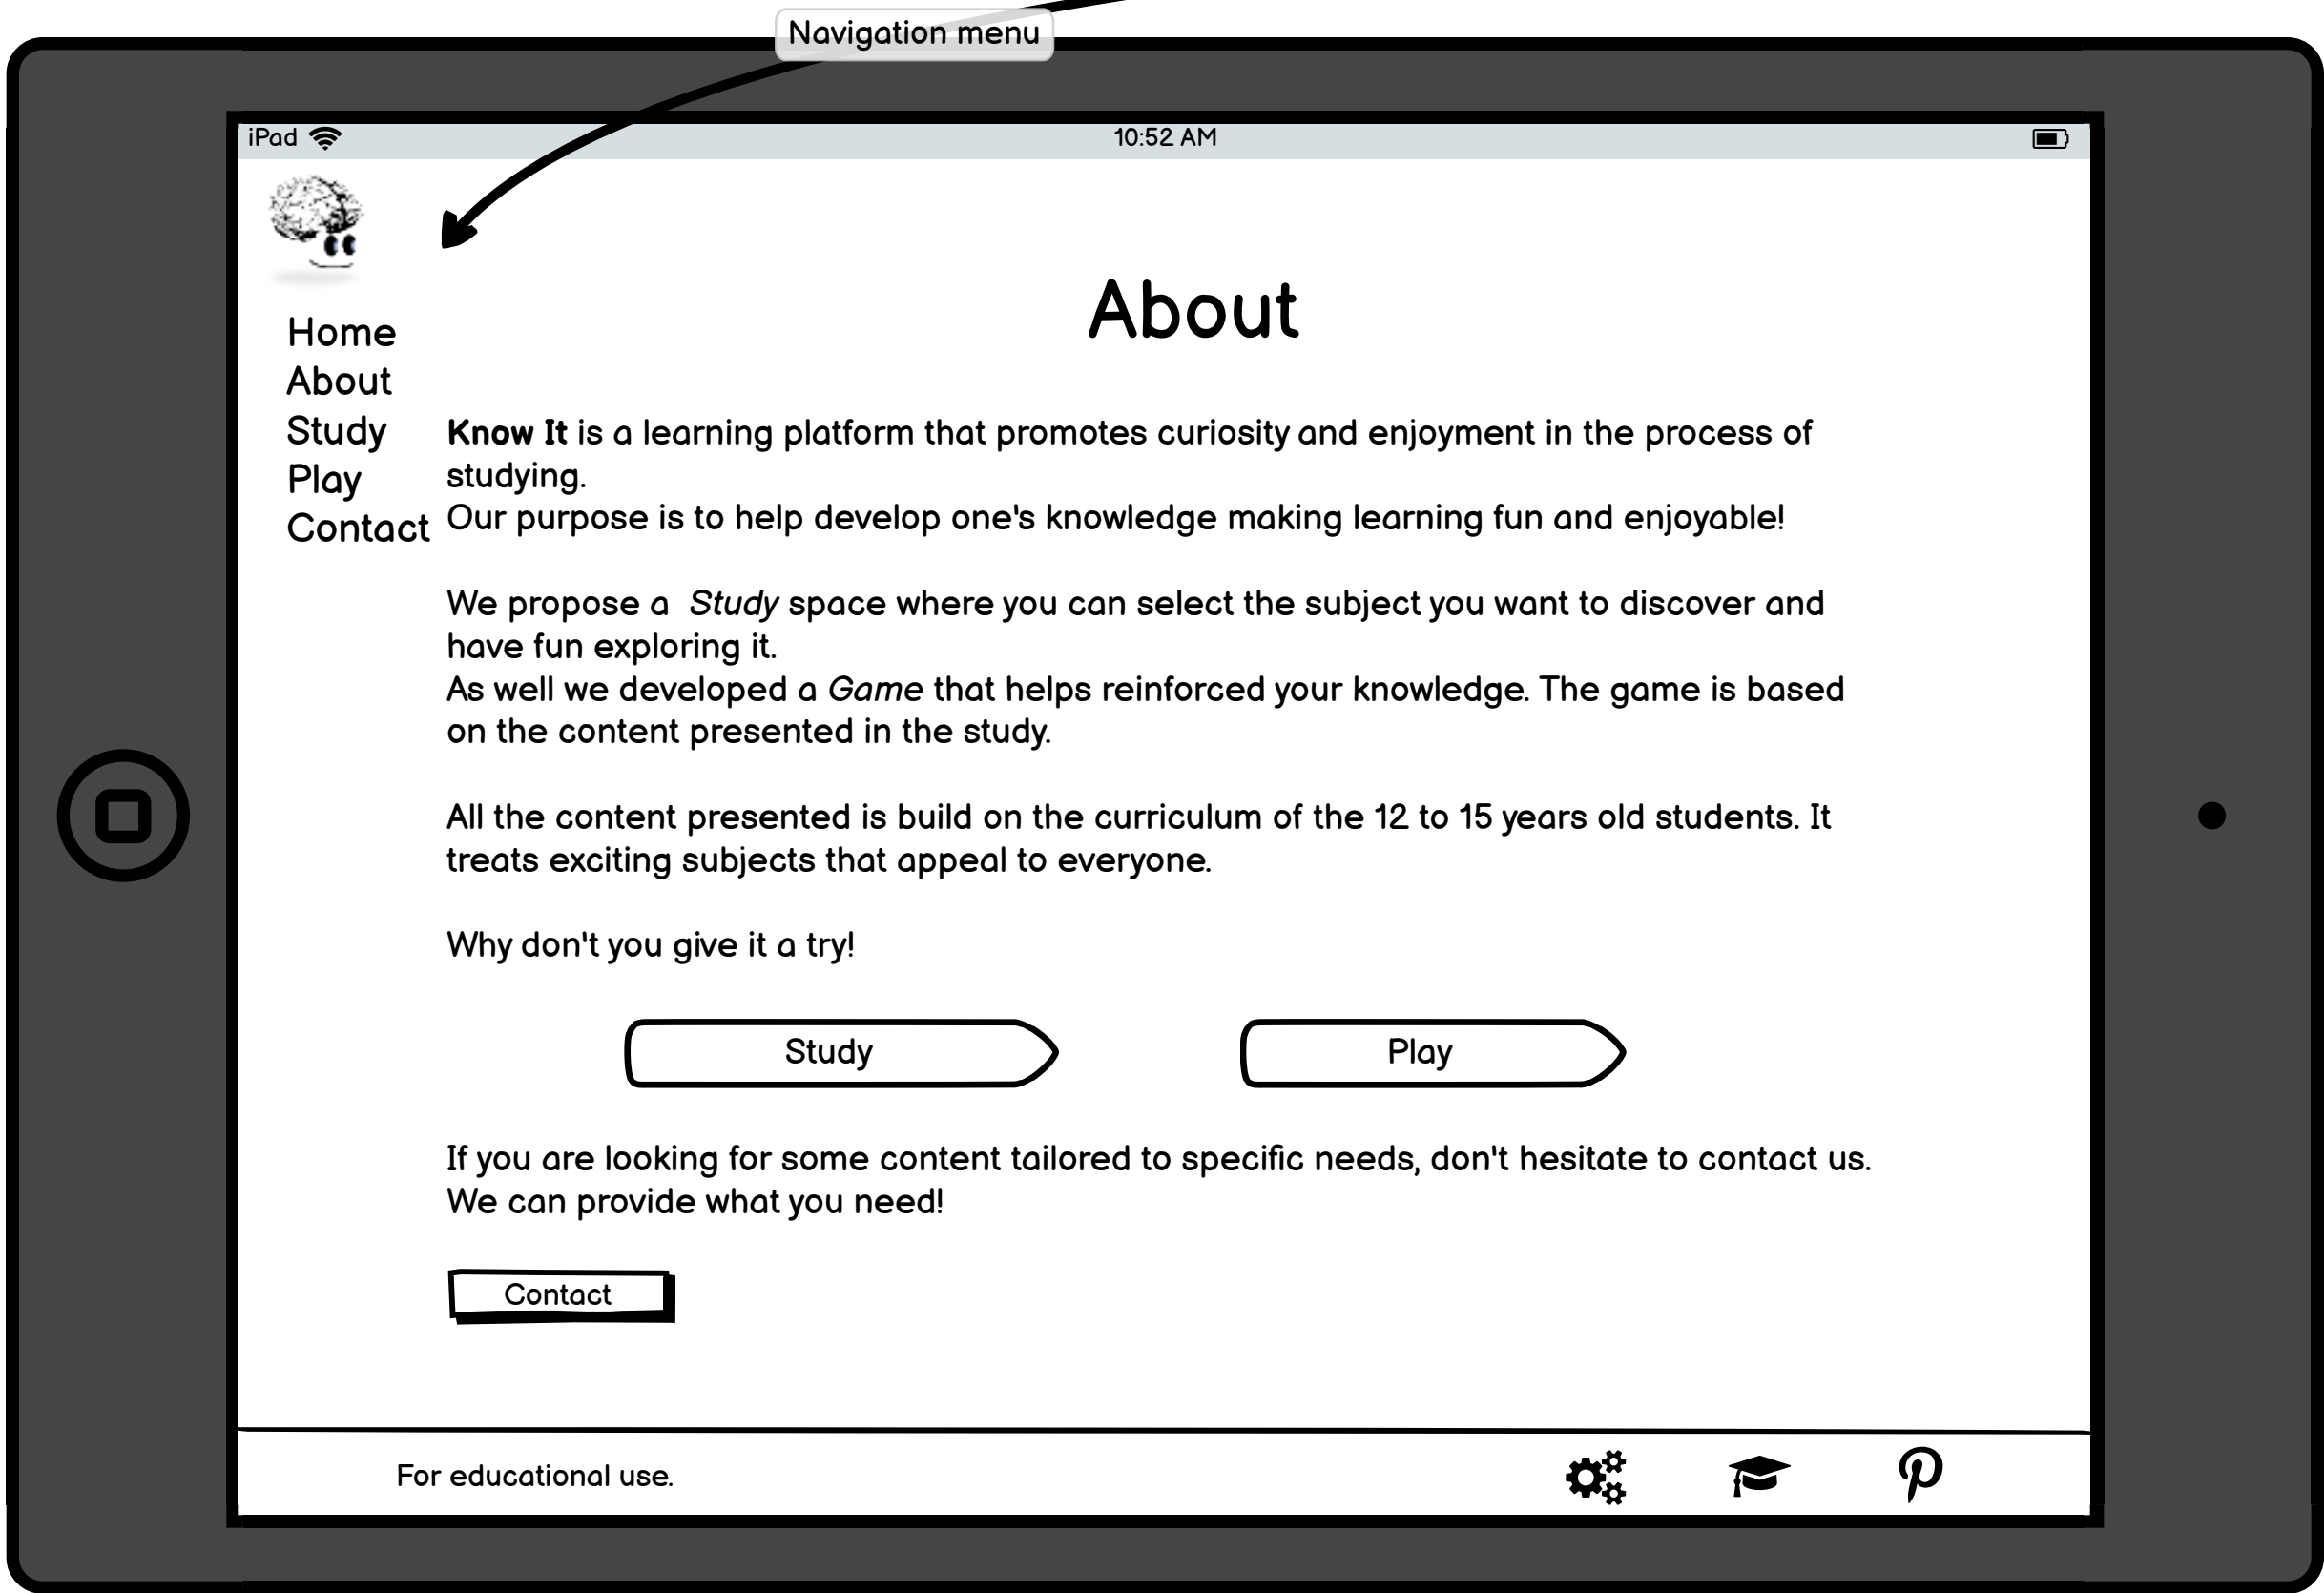 Navigation menu
iPad
10:52 AM
Home
About
Study
Play
Contact
About
Know It is a learning platform that promotes curiosity and enjoyment in the process of
studying.
Our purpose is to help develop one's knowledge making learning fun and enjoyable!
We propose a Study space where you can select the subject you want to discover and
have fun exploring it.
As well we developed a Game that helps reinforced your knowledge. The game is based
on the content presented in the study.
All the content presented is build on the curriculum of the 12 to 15 years old students. It
treats exciting subjects that appeal to everyone.
Why don't you give it a try!
Study
Play
If you are looking for some content tailored to specific needs, don't hesitate to contact us.
We can provide what you need!
Contact
For educational use.